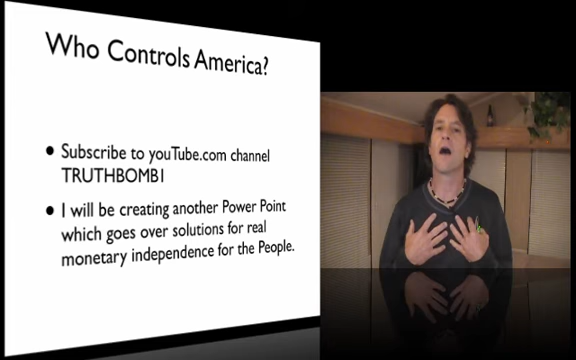 Who Controls America?
Subscribe to youTube.com channel
TRUTHBOMB1
I will be creating another Power Point
which goes over solutions for real
monetary independence for the People.